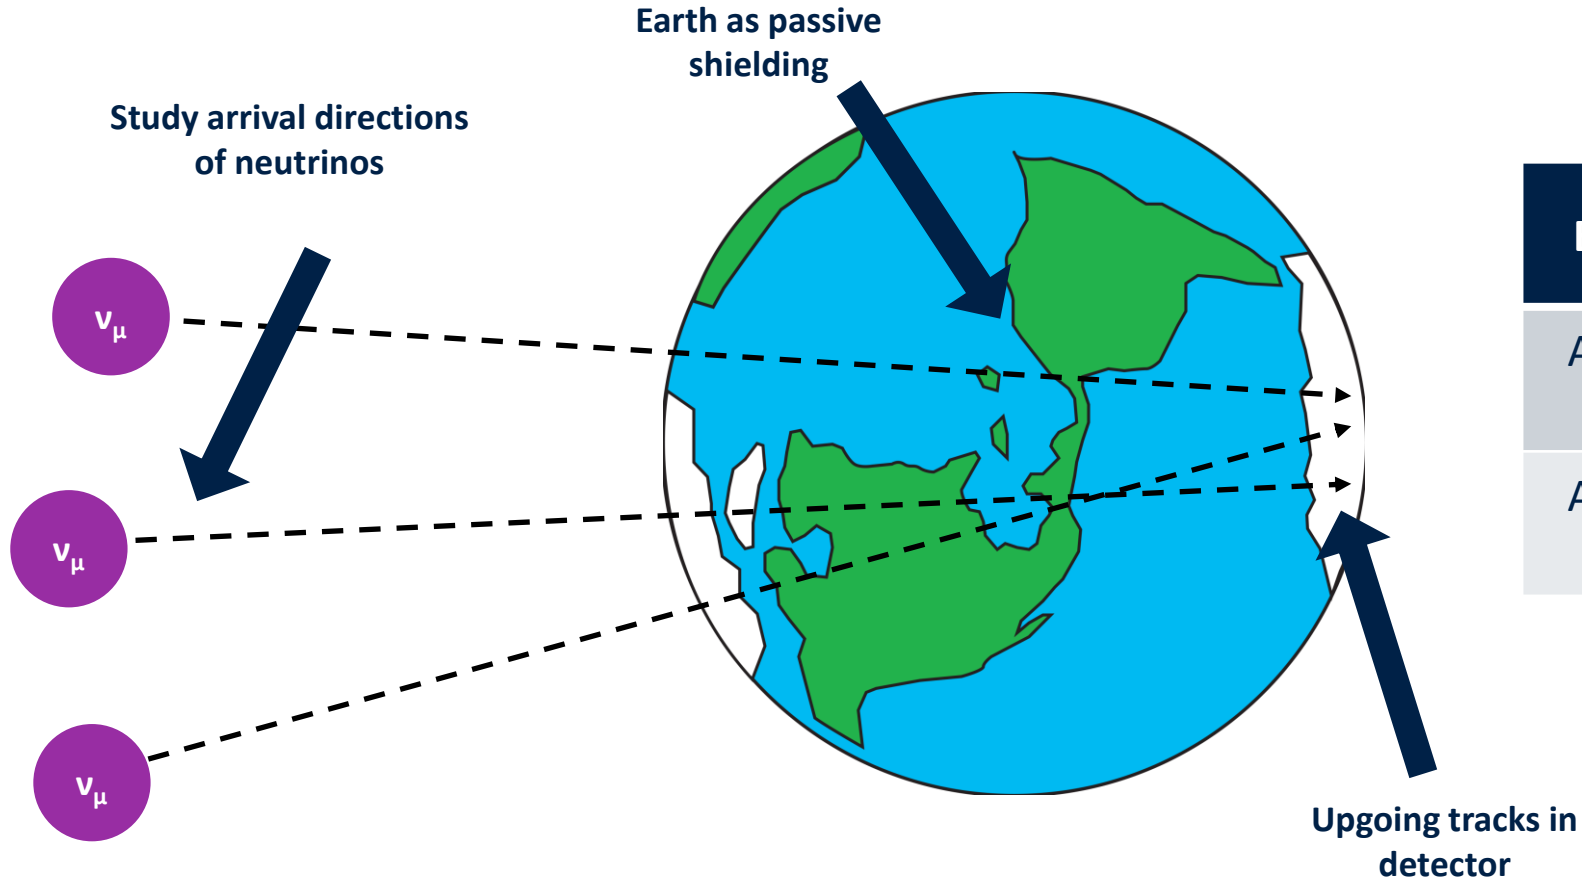 Earth as passive
shielding
Study arrival directions
of neutrinos
νμ
νμ
νμ
A
A
Upgoing tracks in
detector